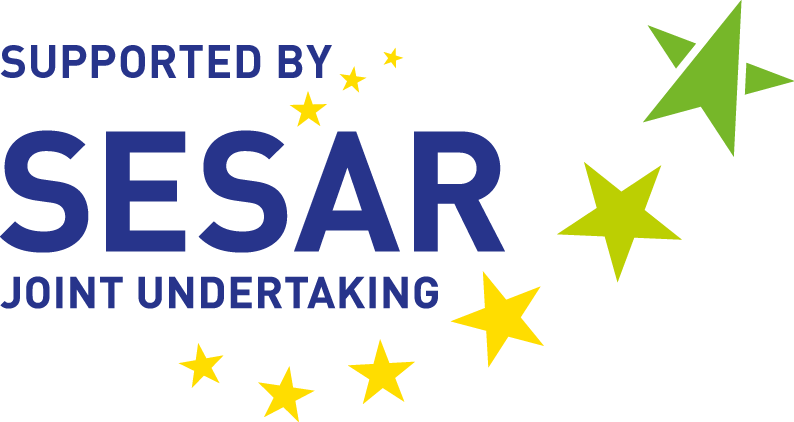 SUPPORTED BY
SESAR
JOINT UNDERTAKING